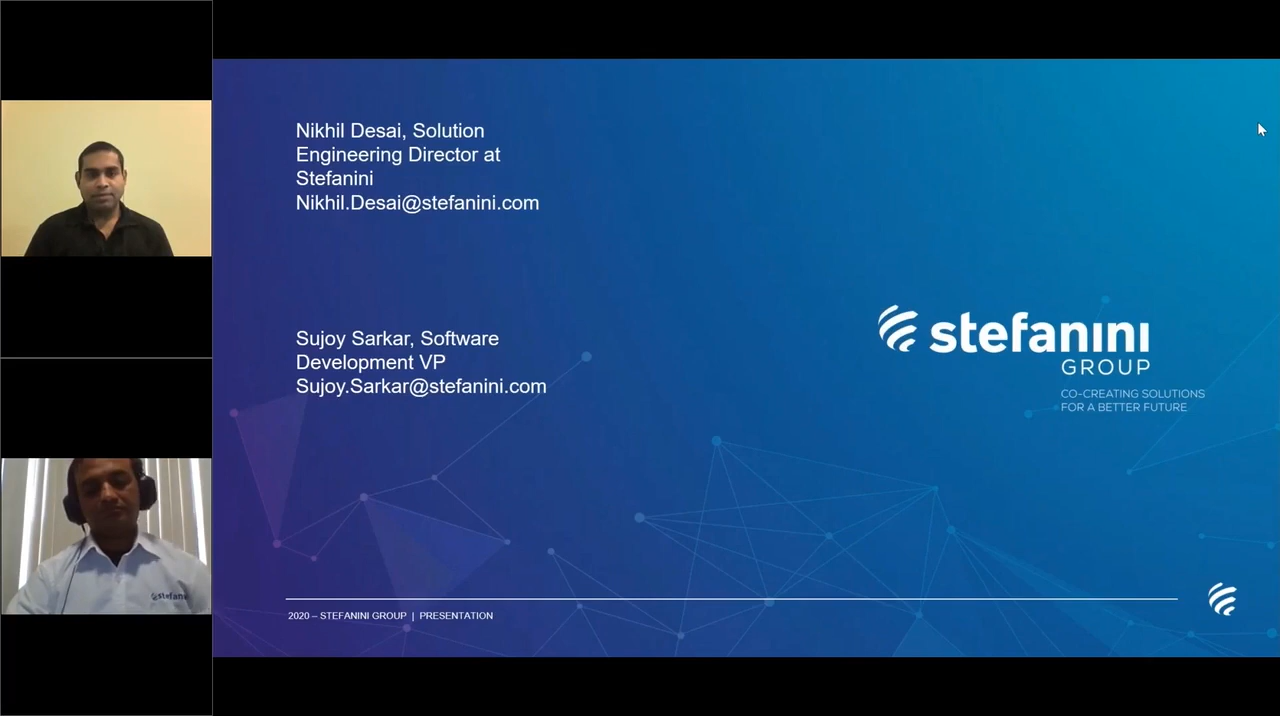 Nikhil Desai, Solution
Engineering Director at
Stefanini
Nikhil.Desai@stefanini.com
Sujoy Sarkar, Software
Development VP
Sujoy.Sarkar@stefanini.com
stefanini
GROUP
CO-CREATING SOLUTIONS
FOR A BETTER FUTURE
2020 – STEFANINI GROUP | PRESENTATION